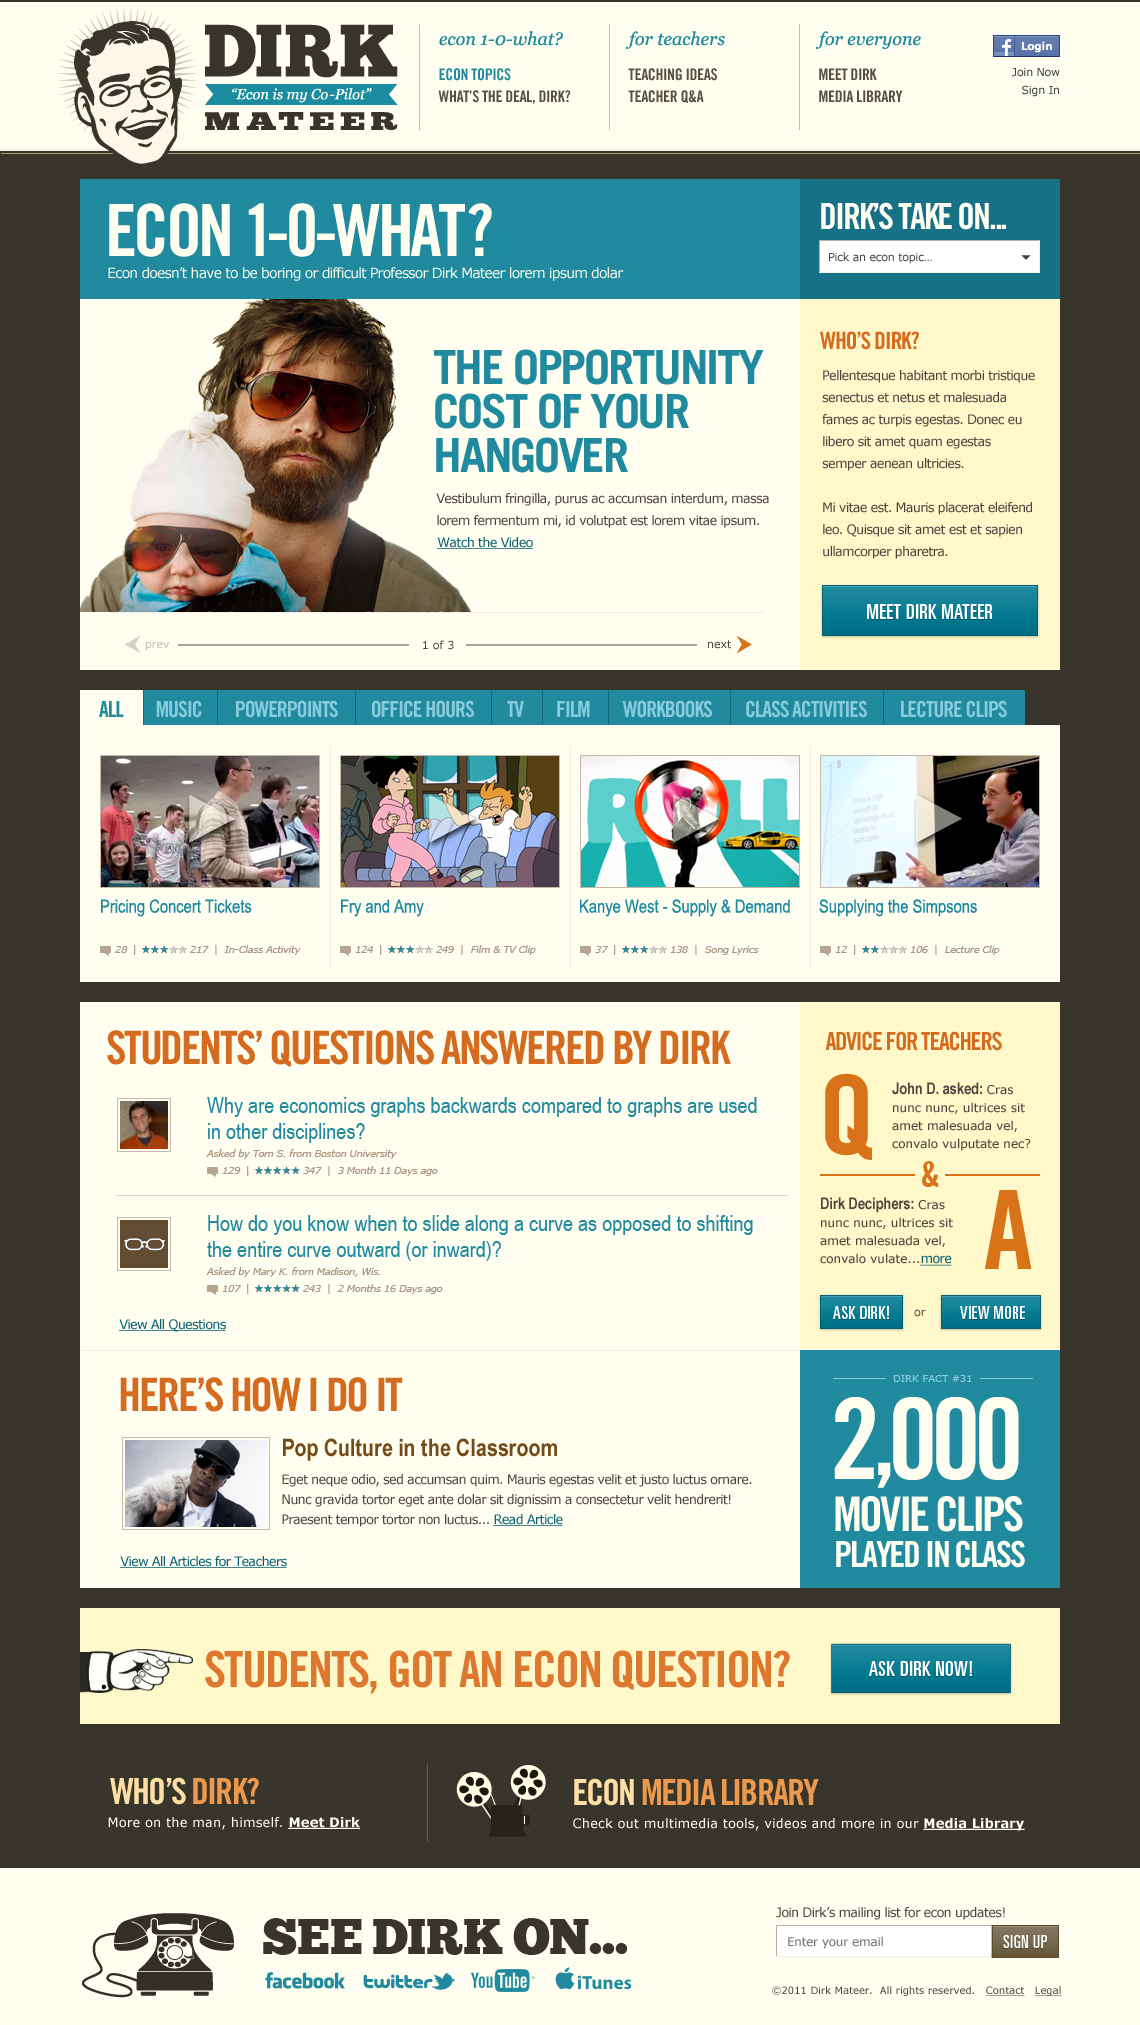 DIRK
"Econ is my Co-Pilot"
MATEER
econ 1-0-what?
ECON TOPICS
WHAT'S THE DEAL, DIRK?
for teachers
TEACHING IDEAS
TEACHER Q&A
for everyone
MEET DIRK
MEDIA LIBRARY
f Login
Join Now
Sign In
ECON 1-0-WHAT?
Econ doesn't have to be boring or difficult Professor Dirk Mateer lorem ipsum dolar
DIRK'S TAKE ON...
Pick an econ topic...
THE OPPORTUNITY
COST OF YOUR
HANGOVER
Vestibulum fringilla, purus ac accumsan interdum, massa
lorem fermentum mi, id volutpat est lorem vitae ipsum.
Watch the Video
prev
1 of 3
next
WHO'S DIRK?
Pellentesque habitant morbi tristique
senectus et netus et malesuada
fames ac turpis egestas. Donec eu
libero sit amet quam egestas
semper aenean ultricies.
Mi vitae est. Mauris placerat eleifend
leo. Quisque sit amet est et sapien
ullamcorper pharetra.
MEET DIRK MATEER
ALL MUSIC POWERPOINTS OFFICE HOURS TV FILM WORKBOOKS CLASS ACTIVITIES LECTURE CLIPS
ROLL
Pricing Concert Tickets
28 | ★★★☆☆ 217 | In-Class Activity
Fry and Amy
124 | ★★★☆☆ 249 | Film & TV Clip
Kanye West - Supply & Demand
37 | ★★★☆☆ 138 | Song Lyrics
Supplying the Simpsons
12 | ★★☆☆☆ 106 | Lecture Clip
STUDENTS' QUESTIONS ANSWERED BY DIRK
Why are economics graphs backwards compared to graphs are used
in other disciplines?
Asked by Tom S. from Boston University
129 | ★★★★★ 347 | 3 Month 11 Days ago
How do you know when to slide along a curve as opposed to shifting
the entire curve outward (or inward)?
Asked by Mary K. from Madison, Wis.
107 | ★★★★★ 243 | 2 Months 16 Days ago
View All Questions
ADVICE FOR TEACHERS
Q
John D. asked: Cras
nunc nunc, ultrices sit
amet malesuada vel,
convalo vulputate nec?
&
Dirk Deciphers: Cras
nunc nunc, ultrices sit
amet malesuada vel,
convalo vulate...more
A
ASK DIRK! or VIEW MORE
HERE'S HOW I DO IT
Pop Culture in the Classroom
Eget neque odio, sed accumsan quim. Mauris egestas velit et justo luctus ornare.
Nunc gravida tortor eget ante dolar sit dignissim a consectetur velit hendrerit!
Praesent tempor tortor non luctus... Read Article
View All Articles for Teachers
DIRK FACT #31
2,000
MOVIE CLIPS
PLAYED IN CLASS
STUDENTS, GOT AN ECON QUESTION?
ASK DIRK NOW!
WHO'S DIRK?
More on the man, himself. Meet Dirk
ECON MEDIA LIBRARY
Check out multimedia tools, videos and more in our Media Library
SEE DIRK ON...
facebook twitter YouTube iTunes
Join Dirk's mailing list for econ updates!
Enter your email
SIGN UP
©2011 Dirk Mateer. All rights reserved. Contact Legal